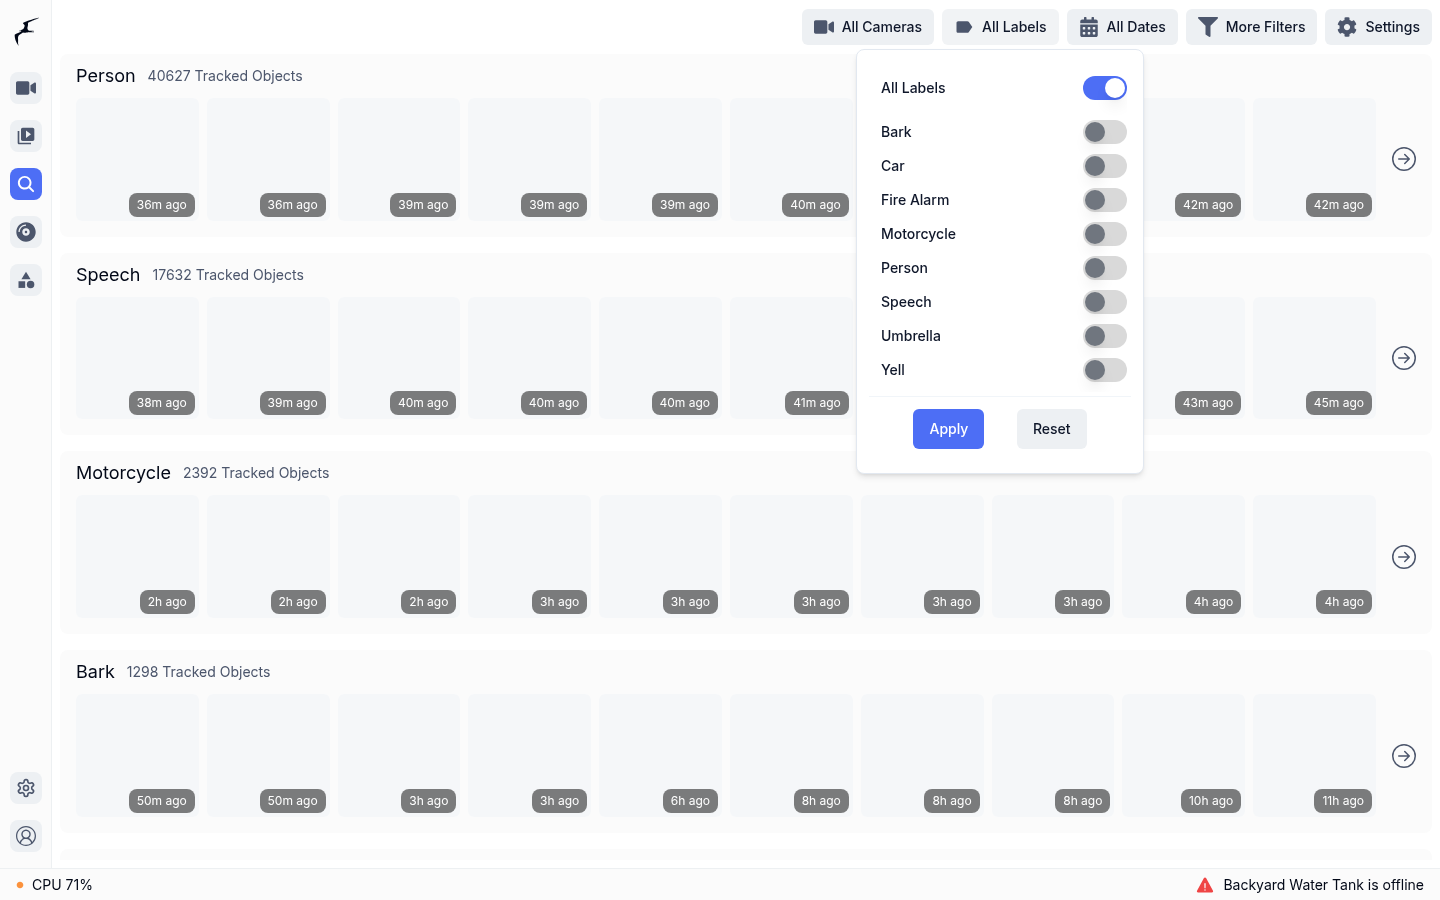 All Cameras
All Labels
All Dates
More Filters
Settings
Person 40627 Tracked Objects
36m ago
36m ago
39m ago
39m ago
39m ago
40m ago
42m ago
42m ago
All Labels
Bark
Car
Fire Alarm
Motorcycle
Person
Speech
Umbrella
Yell
Apply
Reset
Speech 17632 Tracked Objects
38m ago
39m ago
40m ago
40m ago
40m ago
41m ago
43m ago
45m ago
Motorcycle 2392 Tracked Objects
2h ago
2h ago
2h ago
3h ago
3h ago
3h ago
3h ago
3h ago
4h ago
4h ago
Bark 1298 Tracked Objects
50m ago
50m ago
3h ago
3h ago
6h ago
8h ago
8h ago
8h ago
10h ago
11h ago
CPU 71%
Backyard Water Tank is offline